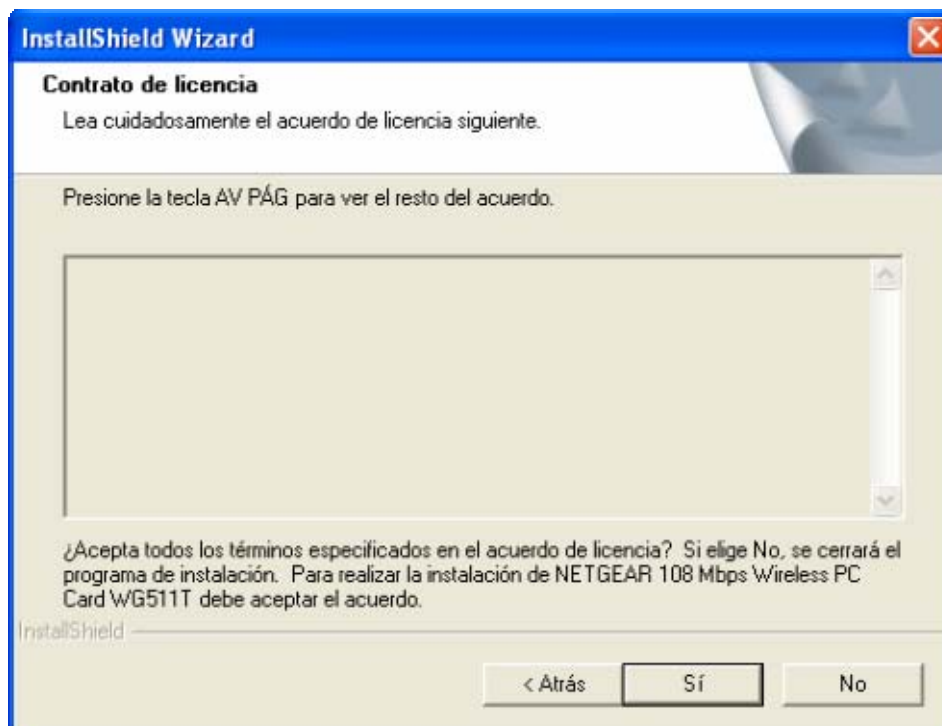 InstallShield Wizard
Contrato de licencia
Lea cuidadosamente el acuerdo de licencia siguiente.
Presione la tecla AV PÁG para ver el resto del acuerdo.
¿Acepta todos los términos especificados en el acuerdo de licencia? Si elige No, se cerrará el
programa de instalación. Para realizar la instalación de NETGEAR 108 Mbps Wireless PC
Card WG511T debe aceptar el acuerdo.
InstallShield
< Atrás
Sí
No